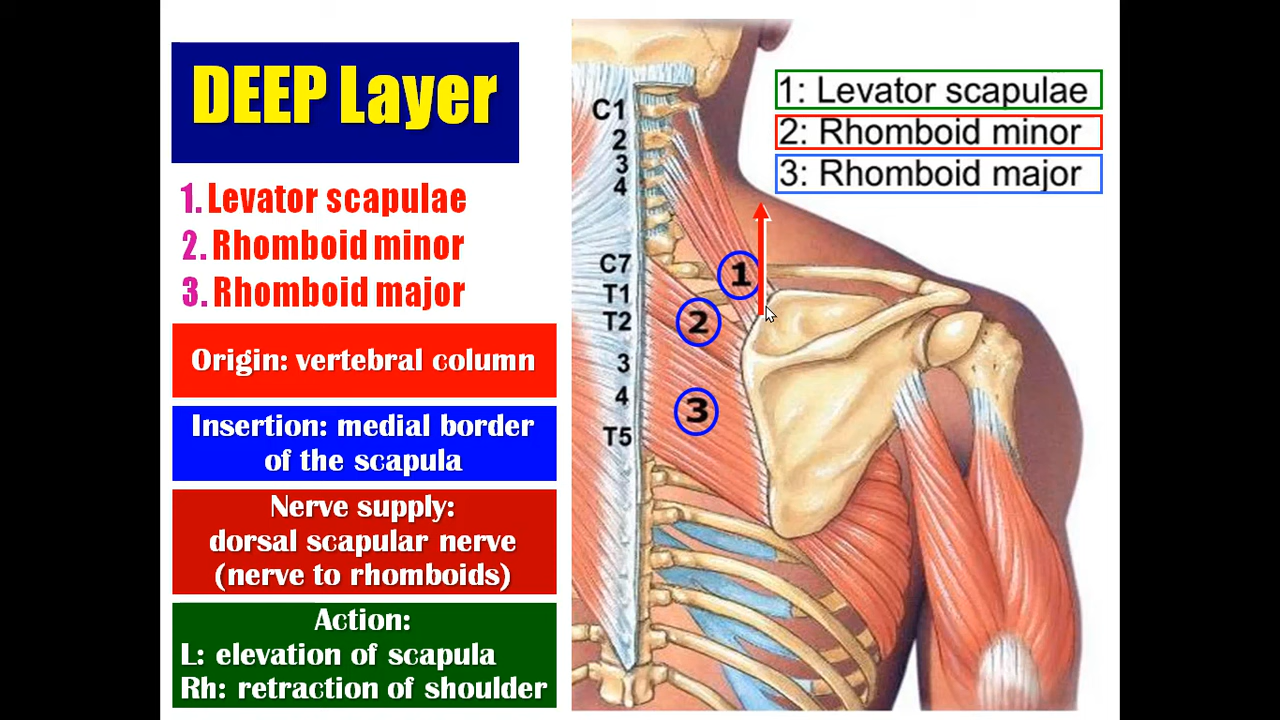 DEEP Layer
1. Levator scapulae
2. Rhomboid minor
3. Rhomboid major
Origin: vertebral column
Insertion: medial border
of the scapula
Nerve supply:
dorsal scapular nerve
(nerve to rhomboids)
Action:
L: elevation of scapula
Rh: retraction of shoulder
1: Levator scapulae
2: Rhomboid minor
3: Rhomboid major
C1
2
3
4
C7
T1
T2
3
4
T5
1
2
3